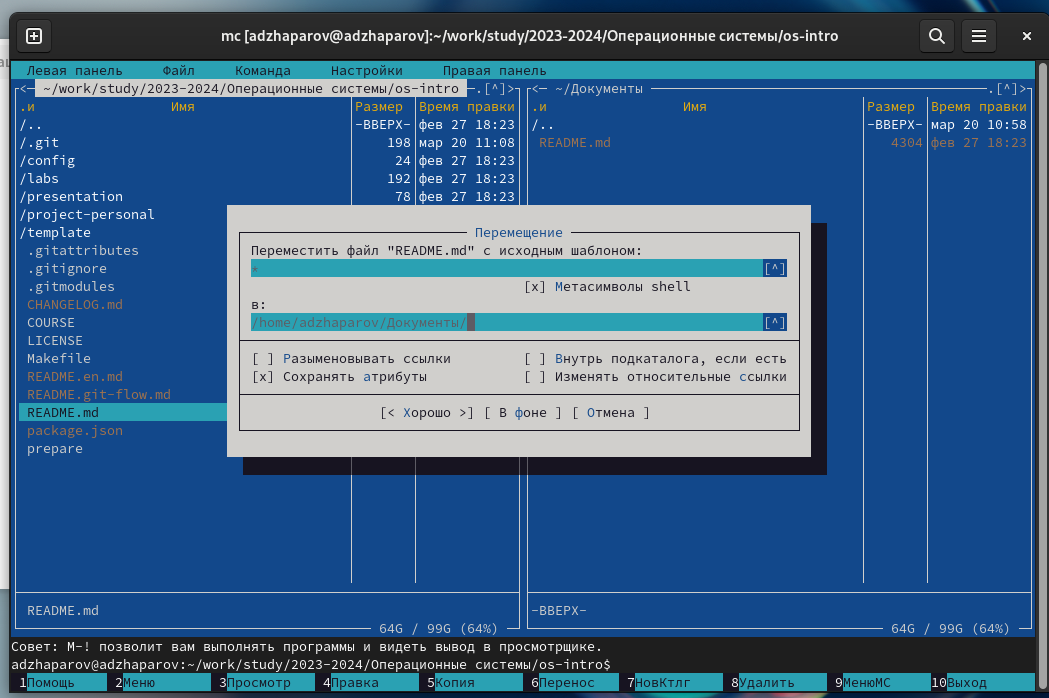 mc [adzhaparov@adzhaparov]:~/work/study/2023-2024/Операционные системы/os-intro
Левая панель Файл Команда Настройки Правая панель
<— ~/work/study/2023-2024/Операционные системы/os-intro —.[^]> <— ~/Документы —.[^]>
.и Имя Размер Время правки .и Имя Размер Время правки
/.. -ВВЕРХ- фев 27 18:23 /.. -ВВЕРХ- мар 20 10:58
/.git 198 мар 20 11:08 README.md 4304 фев 27 18:23
/config 24 фев 27 18:23
/labs 192 фев 27 18:23
/presentation 78 фев 27 18:23
/project-personal
/template
.gitattributes
.gitignore
.gitmodules
CHANGELOG.md
COURSE
LICENSE
Makefile
README.en.md
README.git-flow.md
README.md
package.json
prepare
Перемещение
Переместить файл "README.md" с исходным шаблоном:
* [^]
[x] Метасимволы shell
в:
/home/adzhaparov/Документы/ [^]
[ ] Разыменовывать ссылки [ ] Внутрь подкаталога, если есть
[x] Сохранять атрибуты [ ] Изменять относительные ссылки
[< Хорошо >] [ В фоне ] [ Отмена ]
README.md -ВВЕРХ-
64G / 99G (64%) 64G / 99G (64%)
Совет: M-! позволит вам выполнять программы и видеть вывод в просмотрщике.
adzhaparov@adzhaparov:~/work/study/2023-2024/Операционные системы/os-intro$
1Помощь 2Меню 3Просмотр 4Правка 5Копия 6Перенос 7НовКтлг 8Удалить 9МенюMC 10Выход